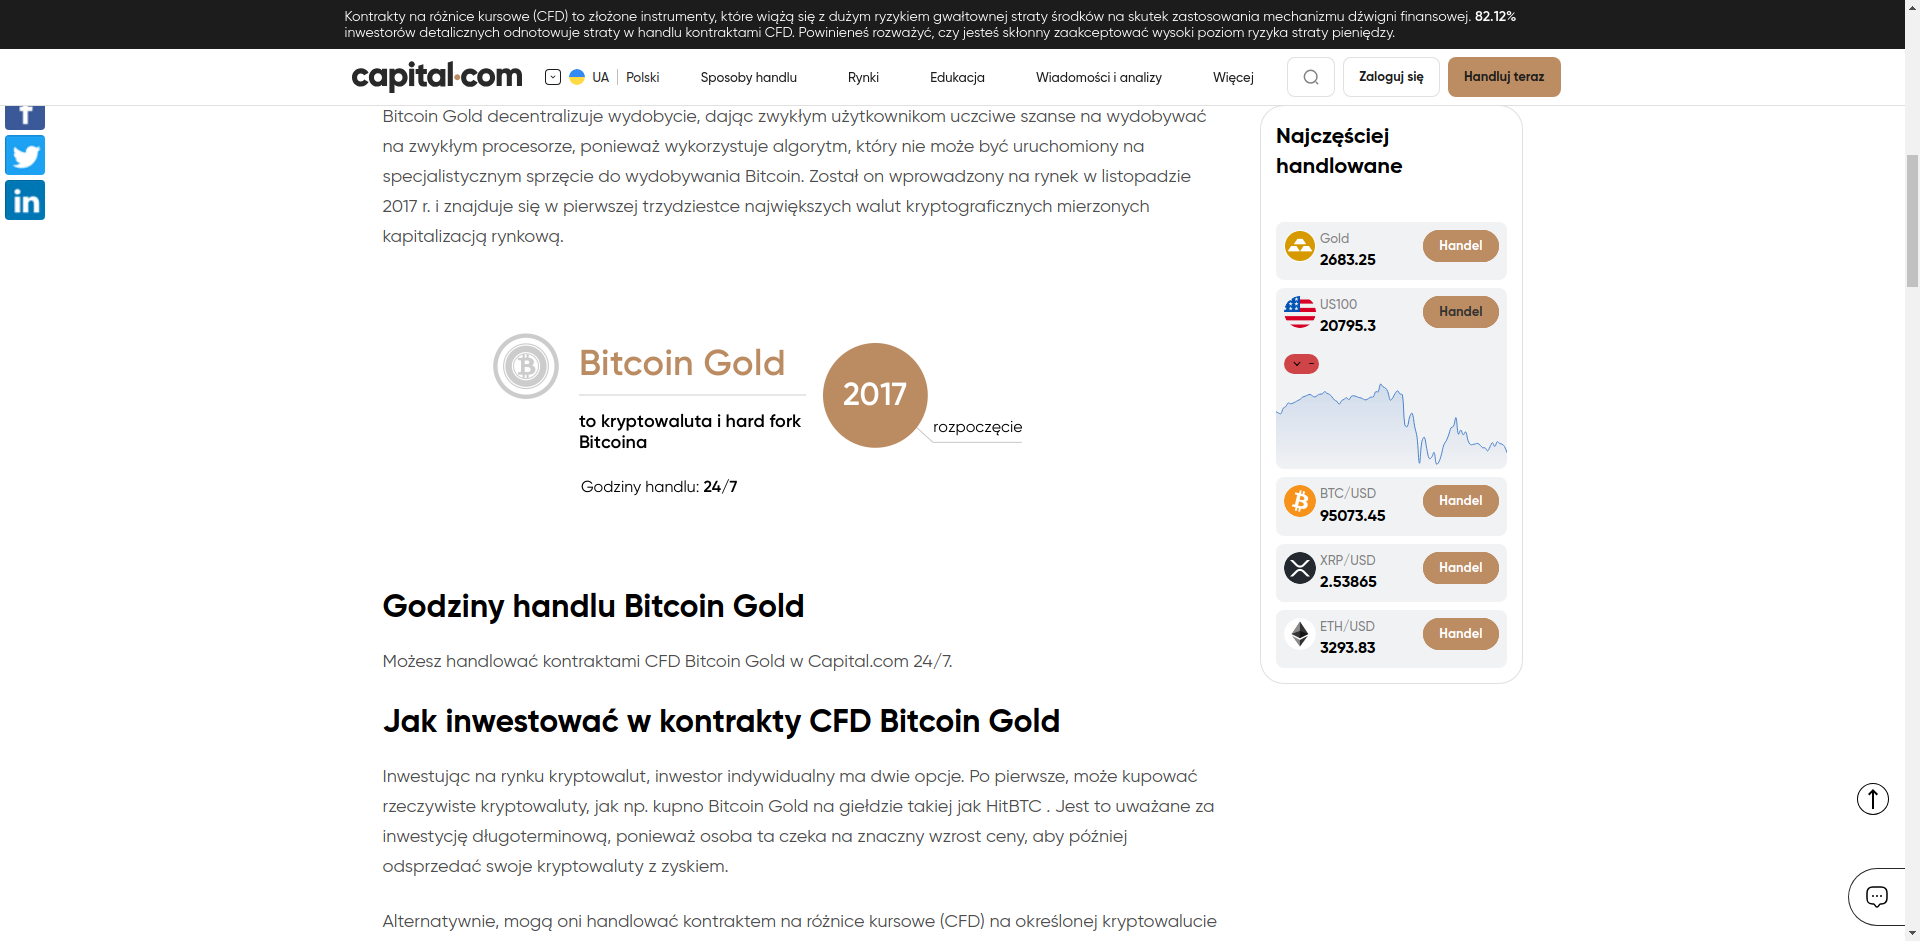 Kontrakty na różnice kursowe (CFD) to złożone instrumenty, które wiążą się z dużym ryzykiem gwałtownej straty środków na skutek zastosowania mechanizmu dźwigni finansowej. 82.12%
inwestorów detalicznych odnotowuje straty w handlu kontraktami CFD. Powinieneś rozważyć, czy jesteś skłonny zaakceptować wysoki poziom ryzyka straty pieniędzy.
capital.com
UA
Polski
Sposoby handlu
Rynki
Edukacja
Wiadomości i analizy
Więcej
Zaloguj się
Handluj teraz
Bitcoin Gold decentralizuje wydobycie, dając zwykłym użytkownikom uczciwe szanse na wydobywać
na zwykłym procesorze, ponieważ wykorzystuje algorytm, który nie może być uruchomiony na
specjalistycznym sprzęcie do wydobywania Bitcoin. Został on wprowadzony na rynek w listopadzie
2017 r. i znajduje się w pierwszej trzydziestce największych walut kryptograficznych mierzonych
kapitalizacją rynkową.
Bitcoin Gold
to kryptowaluta i hard fork
Bitcoina
Godziny handlu: 24/7
2017
rozpoczęcie
Godziny handlu Bitcoin Gold
Możesz handlować kontraktami CFD Bitcoin Gold w Capital.com 24/7.
Jak inwestować w kontrakty CFD Bitcoin Gold
Inwestując na rynku kryptowalut, inwestor indywidualny ma dwie opcje. Po pierwsze, może kupować
rzeczywiste kryptowaluty, jak np. kupno Bitcoin Gold na giełdzie takiej jak HitBTC . Jest to uważane za
inwestycję długoterminową, ponieważ osoba ta czeka na znaczny wzrost ceny, aby później
odsprzedać swoje kryptowaluty z zyskiem.
Alternatywnie, mogą oni handlować kontraktem na różnice kursowe (CFD) na określonej kryptowalucie
Najczęściej
handlowane
Gold
2683.25
Handel
US100
20795.3
Handel
BTC/USD
95073.45
Handel
XRP/USD
2.53865
Handel
ETH/USD
3293.83
Handel